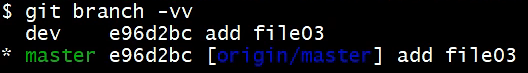 $ git branch -vv
  dev    e96d2bc add file03
* master e96d2bc [origin/master] add file03